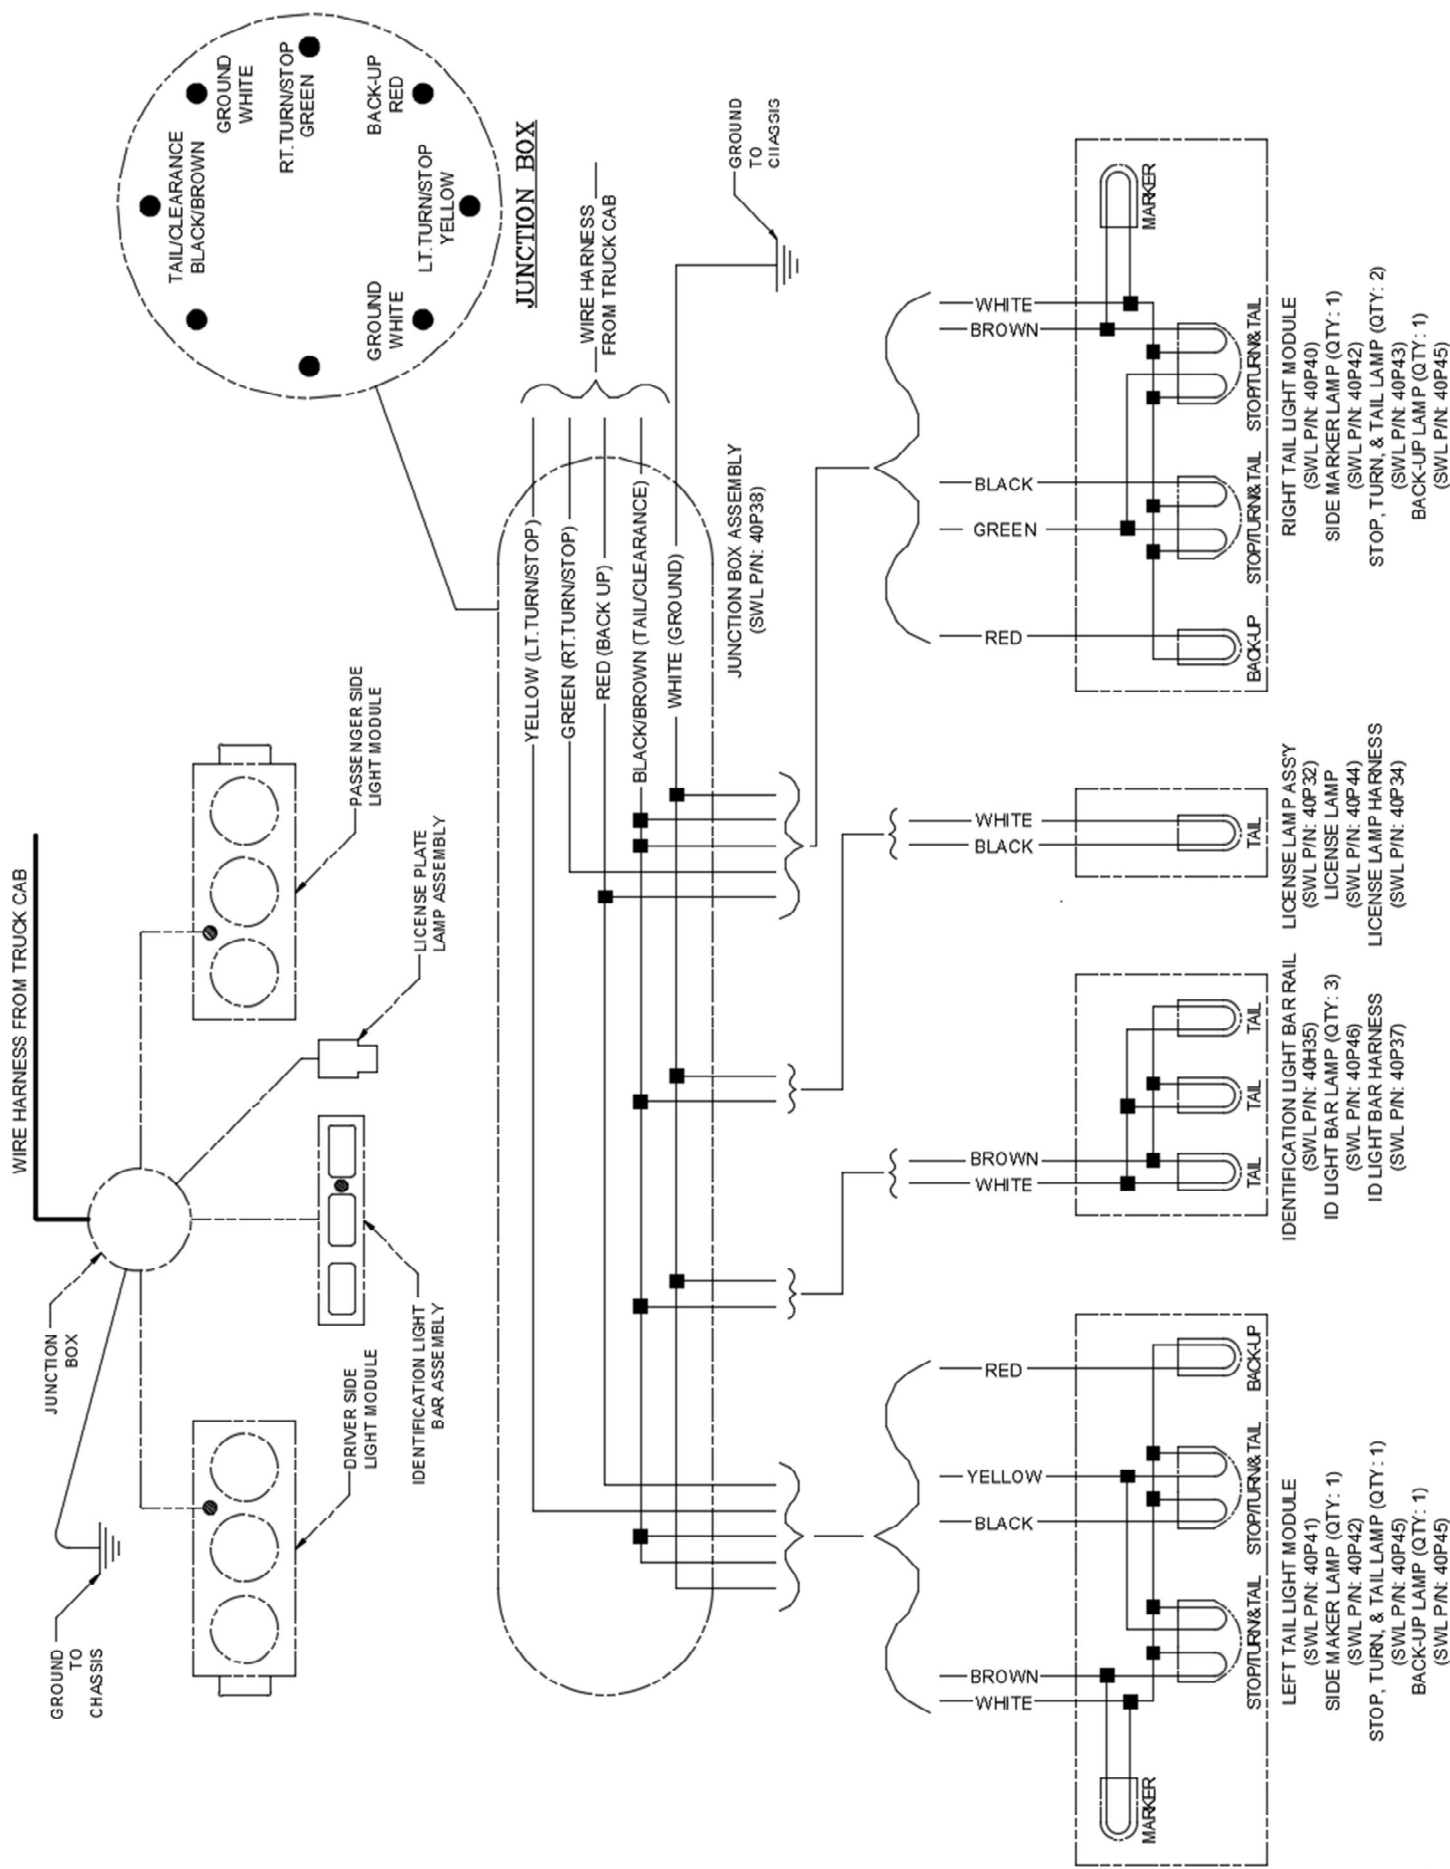 WIRE HARNESS FROM TRUCK CAB
JUNCTION
BOX
GROUND
TO
CHASSIS
DRIVER SIDE
LIGHT MODULE
IDENTIFICATION LIGHT
BAR ASSEMBLY
LICENSE PLATE
LAMP ASSEMBLY
PASSENGER SIDE
LIGHT MODULE
TAIL/CLEARANCE
BLACK/BROWN
GROUND
WHITE
RT.TURN/STOP
GREEN
BACK-UP
RED
LT.TURN/STOP
YELLOW
GROUND
WHITE
JUNCTION BOX
WIRE HARNESS
FROM TRUCK CAB
YELLOW (LT.TURN/STOP)
GREEN (RT.TURN/STOP)
RED (BACK UP)
BLACK/BROWN (TAIL/CLEARANCE)
WHITE (GROUND)
JUNCTION BOX ASSEMBLY
(SWL P/N: 40P38)
GROUND
TO
CHASSIS
WHITE
BROWN
YELLOW
BLACK
RED
MARKER
STOP/TURN&TAIL
STOP/TURN&TAIL
BACK-UP
LEFT TAIL LIGHT MODULE
(SWL P/N: 40P41)
SIDE MAKER LAMP (QTY: 1)
(SWL P/N: 40P42)
STOP, TURN, & TAIL LAMP (QTY: 1)
(SWL P/N: 40P45)
BACK-UP LAMP (QTY: 1)
(SWL P/N: 40P45)
BROWN
WHITE
TAIL
TAIL
TAIL
IDENTIFICATION LIGHT BAR RAIL
(SWL P/N: 40H35)
ID LIGHT BAR LAMP (QTY: 3)
(SWL P/N: 40P46)
ID LIGHT BAR HARNESS
(SWL P/N: 40P37)
WHITE
BLACK
TAIL
LICENSE LAMP ASS'Y
(SWL P/N: 40P32)
LICENSE LAMP
(SWL P/N: 40P44)
LICENSE LAMP HARNESS
(SWL P/N: 40P34)
RED
GREEN
BLACK
BROWN
WHITE
BACK-UP
STOP/TURN&TAIL
STOP/TURN&TAIL
MARKER
RIGHT TAIL LIGHT MODULE
(SWL P/N: 40P40)
SIDE MARKER LAMP (QTY: 1)
(SWL P/N: 40P42)
STOP, TURN, & TAIL LAMP (QTY: 2)
(SWL P/N: 40P43)
BACK-UP LAMP (QTY: 1)
(SWL P/N: 40P45)